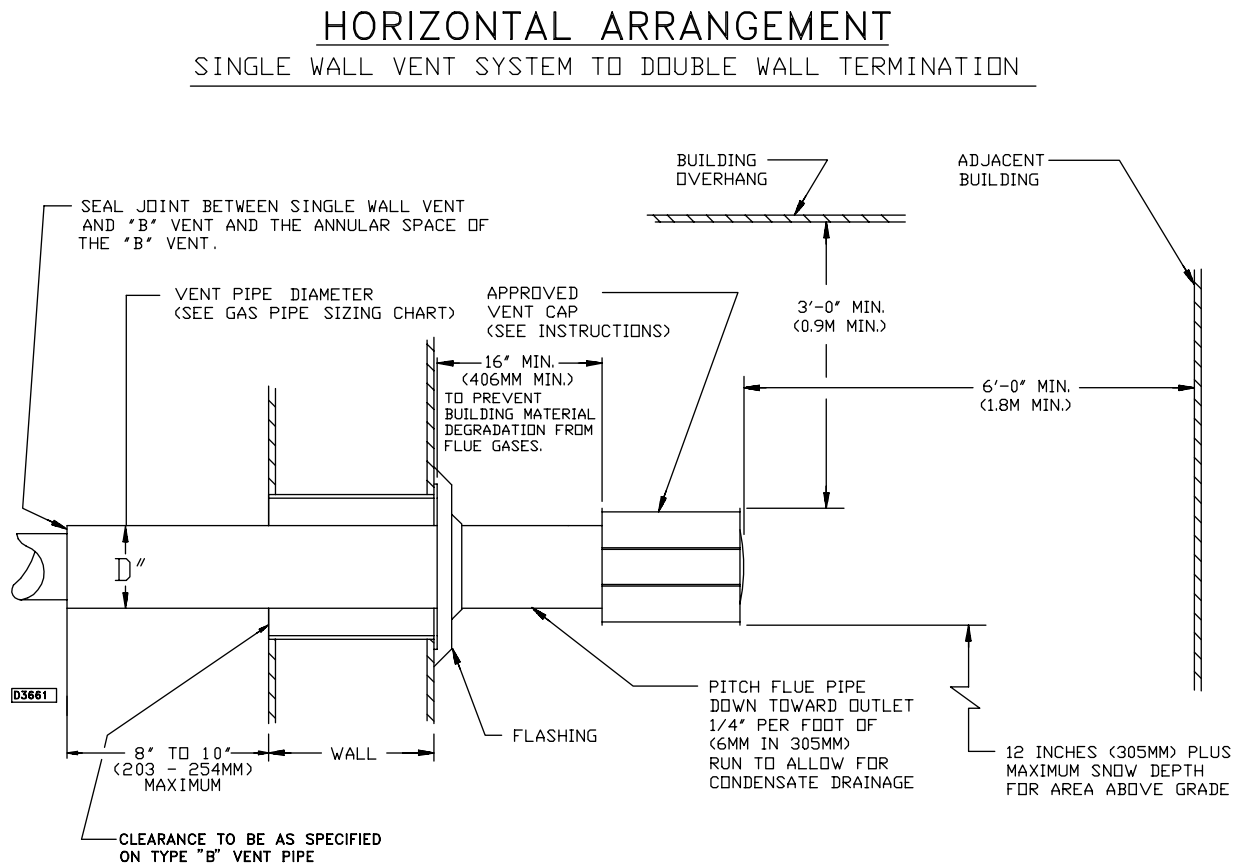 HORIZONTAL ARRANGEMENT
SINGLE WALL VENT SYSTEM TO DOUBLE WALL TERMINATION
BUILDING
OVERHANG
ADJACENT
BUILDING
SEAL JOINT BETWEEN SINGLE WALL VENT
AND "B" VENT AND THE ANNULAR SPACE OF
THE "B" VENT.
VENT PIPE DIAMETER
(SEE GAS PIPE SIZING CHART)
APPROVED
VENT CAP
(SEE INSTRUCTIONS)
3'-0" MIN.
(0.9M MIN.)
16" MIN.
(406MM MIN.)
TO PREVENT
BUILDING MATERIAL
DEGRADATION FROM
FLUE GASES.
6'-0" MIN.
(1.8M MIN.)
D"
D3661
PITCH FLUE PIPE
DOWN TOWARD OUTLET
1/4" PER FOOT OF
(6MM IN 305MM)
RUN TO ALLOW FOR
CONDENSATE DRAINAGE
FLASHING
8" TO 10"
(203 - 254MM)
MAXIMUM
WALL
12 INCHES (305MM) PLUS
MAXIMUM SNOW DEPTH
FOR AREA ABOVE GRADE
CLEARANCE TO BE AS SPECIFIED
ON TYPE "B" VENT PIPE